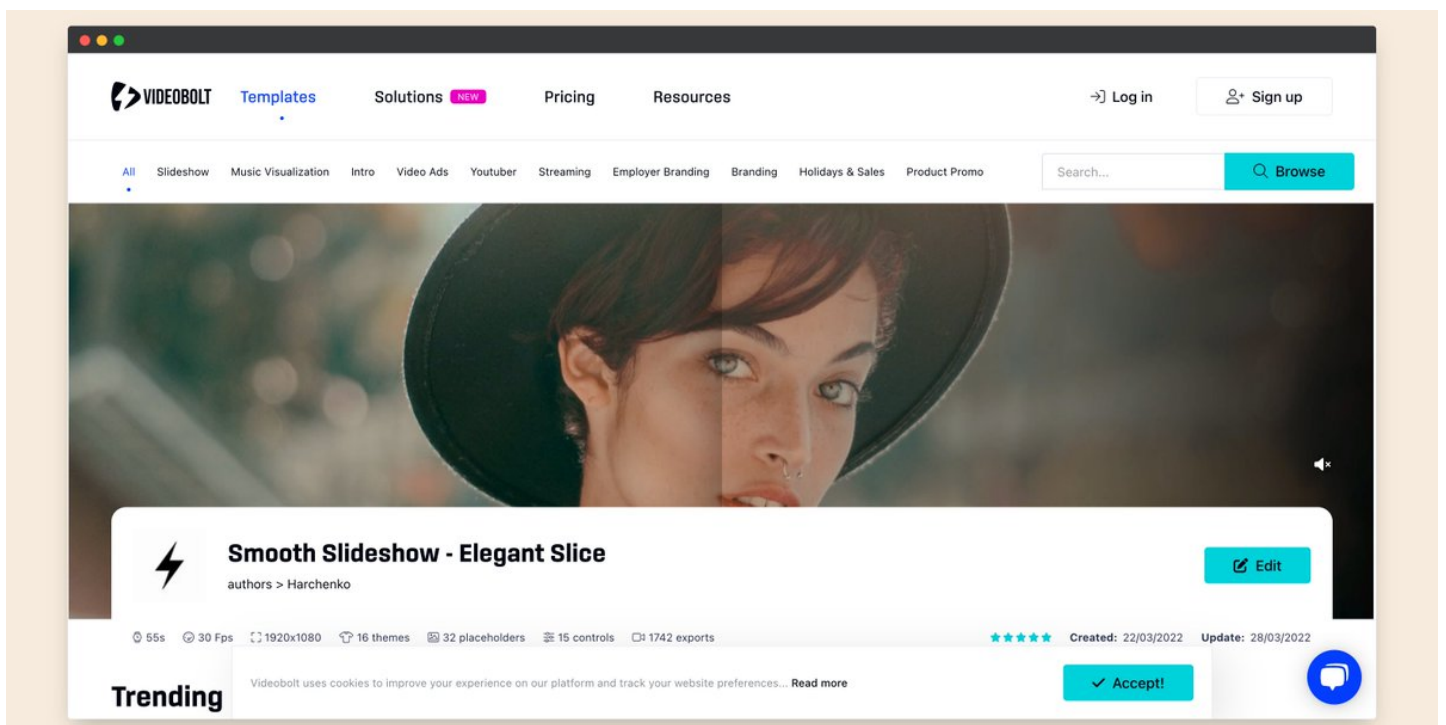 VIDEOBOLT Templates Solutions NEW Pricing Resources Log in Sign up
All Slideshow Music Visualization Intro Video Ads Youtuber Streaming Employer Branding Branding Holidays & Sales Product Promo Search... Browse
Smooth Slideshow - Elegant Slice
authors > Harchenko
Edit
55s 30 Fps 1920x1080 16 themes 32 placeholders 15 controls 1742 exports Created: 22/03/2022 Update: 28/03/2022
Videobolt uses cookies to improve your experience on our platform and track your website preferences... Read more
Accept!
Trending